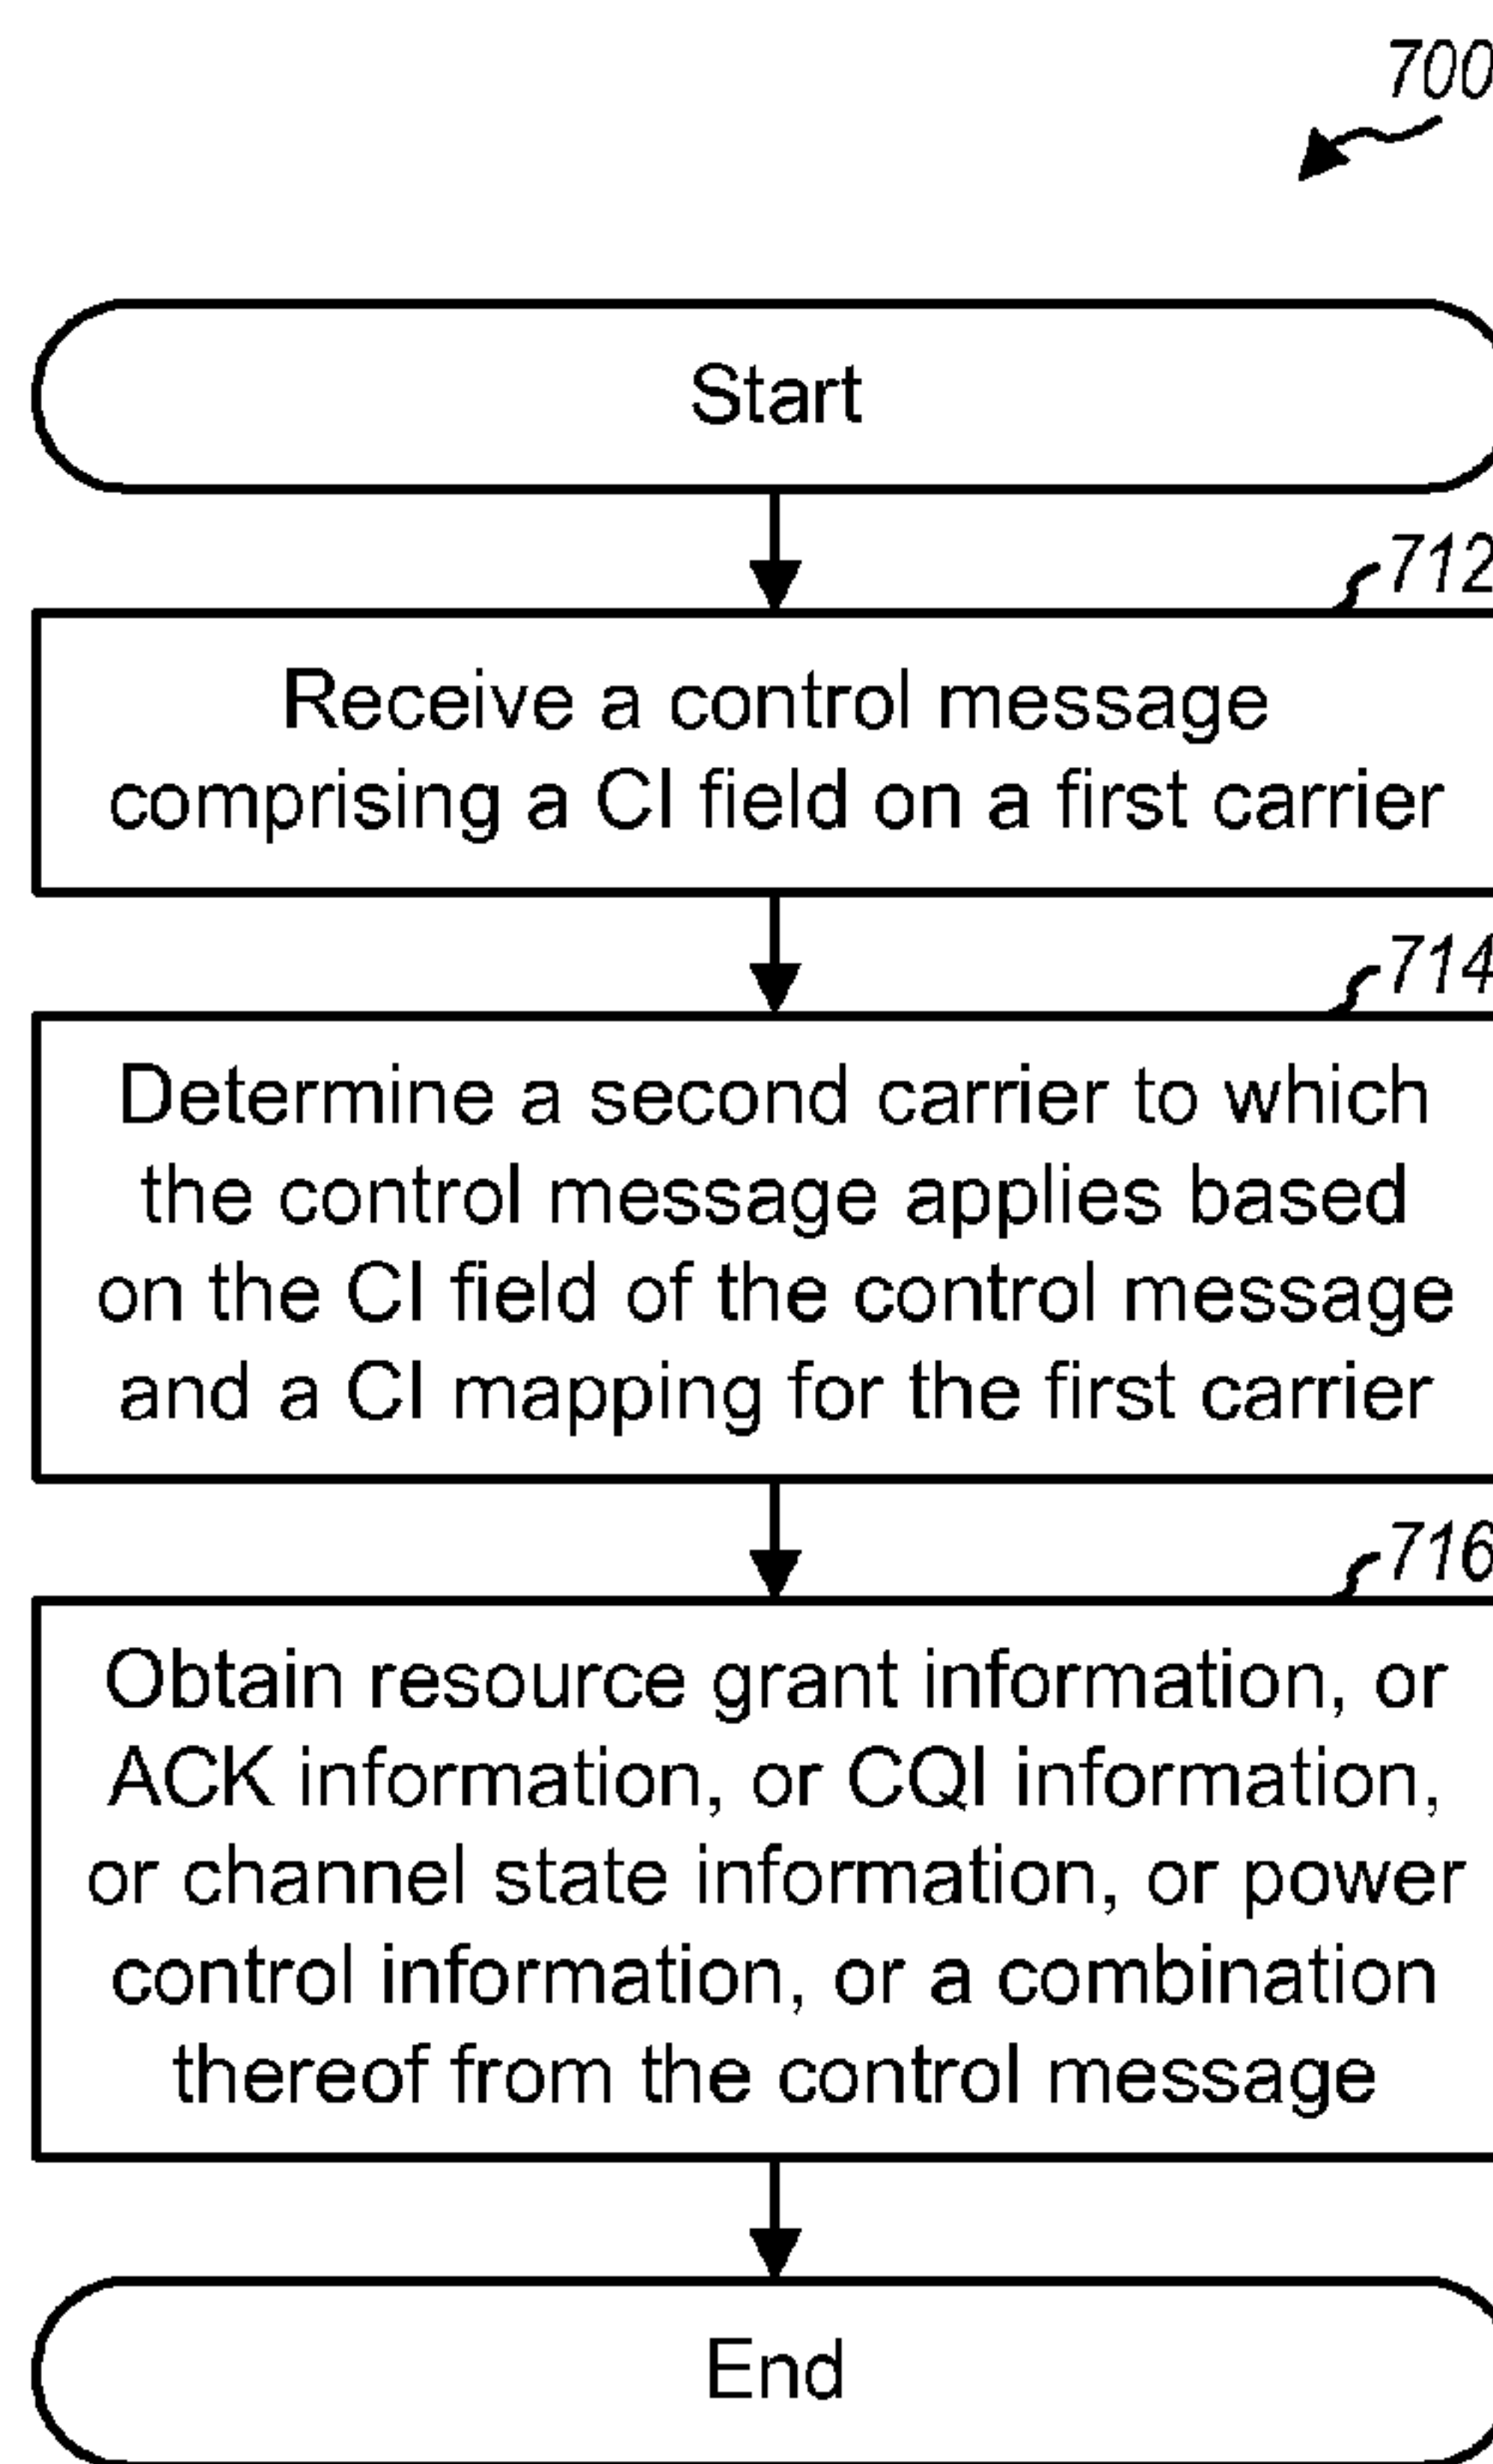 700
Start
712
Receive a control message
comprising a CI field on a first carrier
714
Determine a second carrier to which
the control message applies based
on the CI field of the control message
and a CI mapping for the first carrier
716
Obtain resource grant information, or
ACK information, or CQI information,
or channel state information, or power
control information, or a combination
thereof from the control message
End